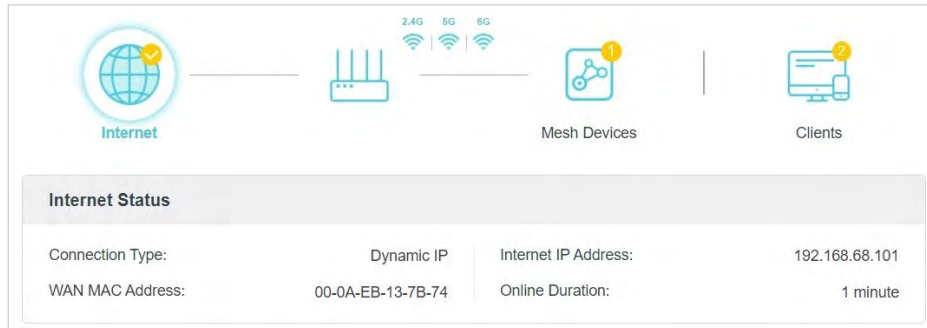 2.4G 5G 6G
1
2
Internet
Mesh Devices
Clients
Internet Status
Connection Type: Dynamic IP Internet IP Address: 192.168.68.101
WAN MAC Address: 00-0A-EB-13-7B-74 Online Duration: 1 minute